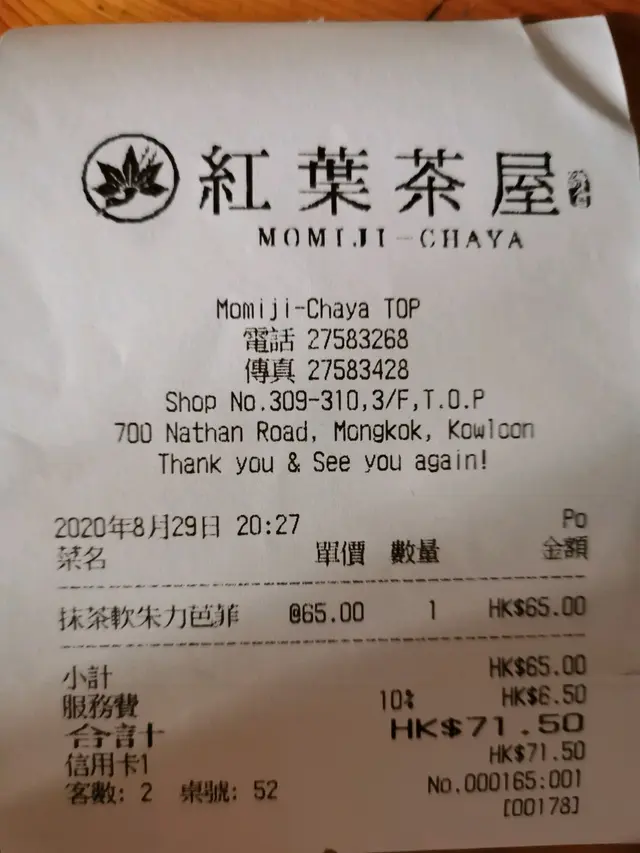 紅葉茶屋
MOMIJI-CHAYA
Momiji-Chaya TOP
電話 27583268
傳真 27583428
Shop No.309-310,3/F,T.O.P
700 Nathan Road, Mongkok, Kowloon
Thank you & See you again!
2020年8月29日 20:27 Po
菜名 單價 數量 金額
抹茶軟朱力芭菲 @65.00 1 HK$65.00
小計 HK$65.00
服務費 10% HK$6.50
合計 HK$71.50
信用卡1 HK$71.50
客數: 2 桌號: 52 No.000165:001
[00178]